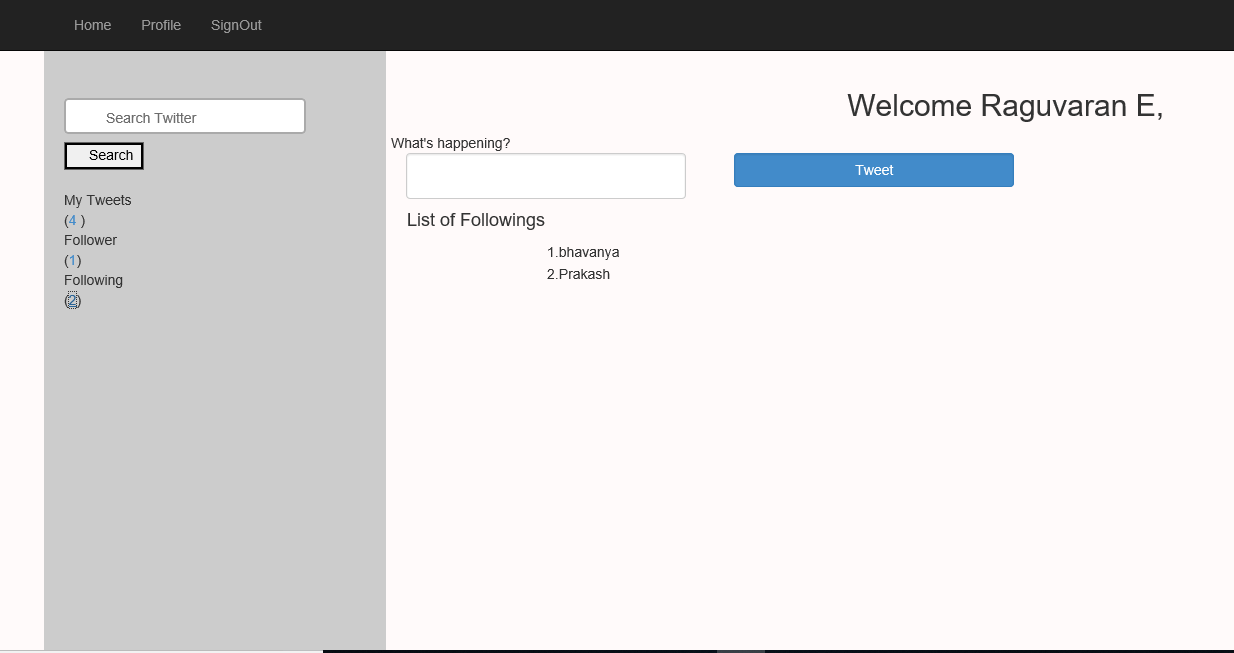 Home Profile SignOut
Search Twitter
Search
My Tweets
(4 )
Follower
(1)
Following
(2)
Welcome Raguvaran E,
What's happening?
Tweet
List of Followings
1.bhavanya
2.Prakash